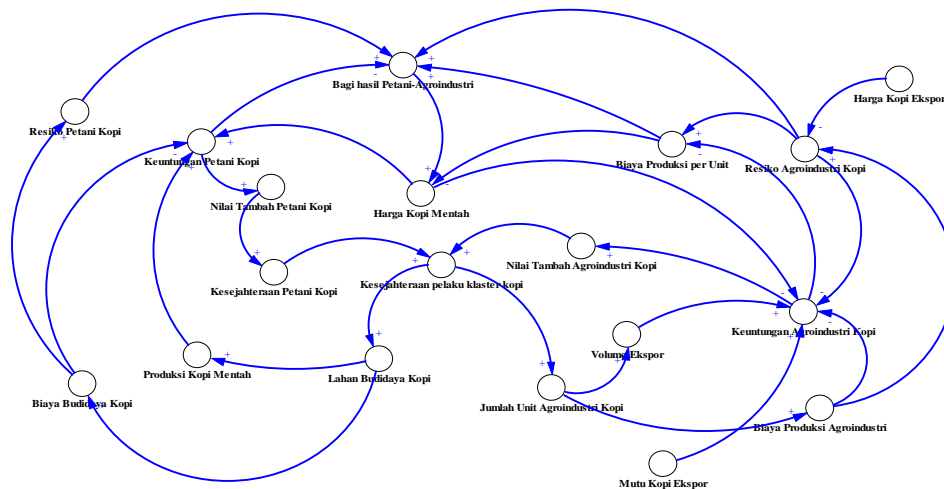 Bagi hasil Petani-Agroindustri
Harga Kopi Ekspor
Resiko Petani Kopi
Keuntungan Petani Kopi
Biaya Produksi per Unit
Resiko Agroindustri Kopi
Nilai Tambah Petani Kopi
Harga Kopi Mentah
Nilai Tambah Agroindustri Kopi
Kesejahteraan Petani Kopi
Kesejahteraan pelaku klaster kopi
Keuntungan Agroindustri Kopi
Volume Ekspor
Produksi Kopi Mentah
Lahan Budidaya Kopi
Biaya Budidaya Kopi
Jumlah Unit Agroindustri Kopi
Biaya Produksi Agroindustri
Mutu Kopi Ekspor